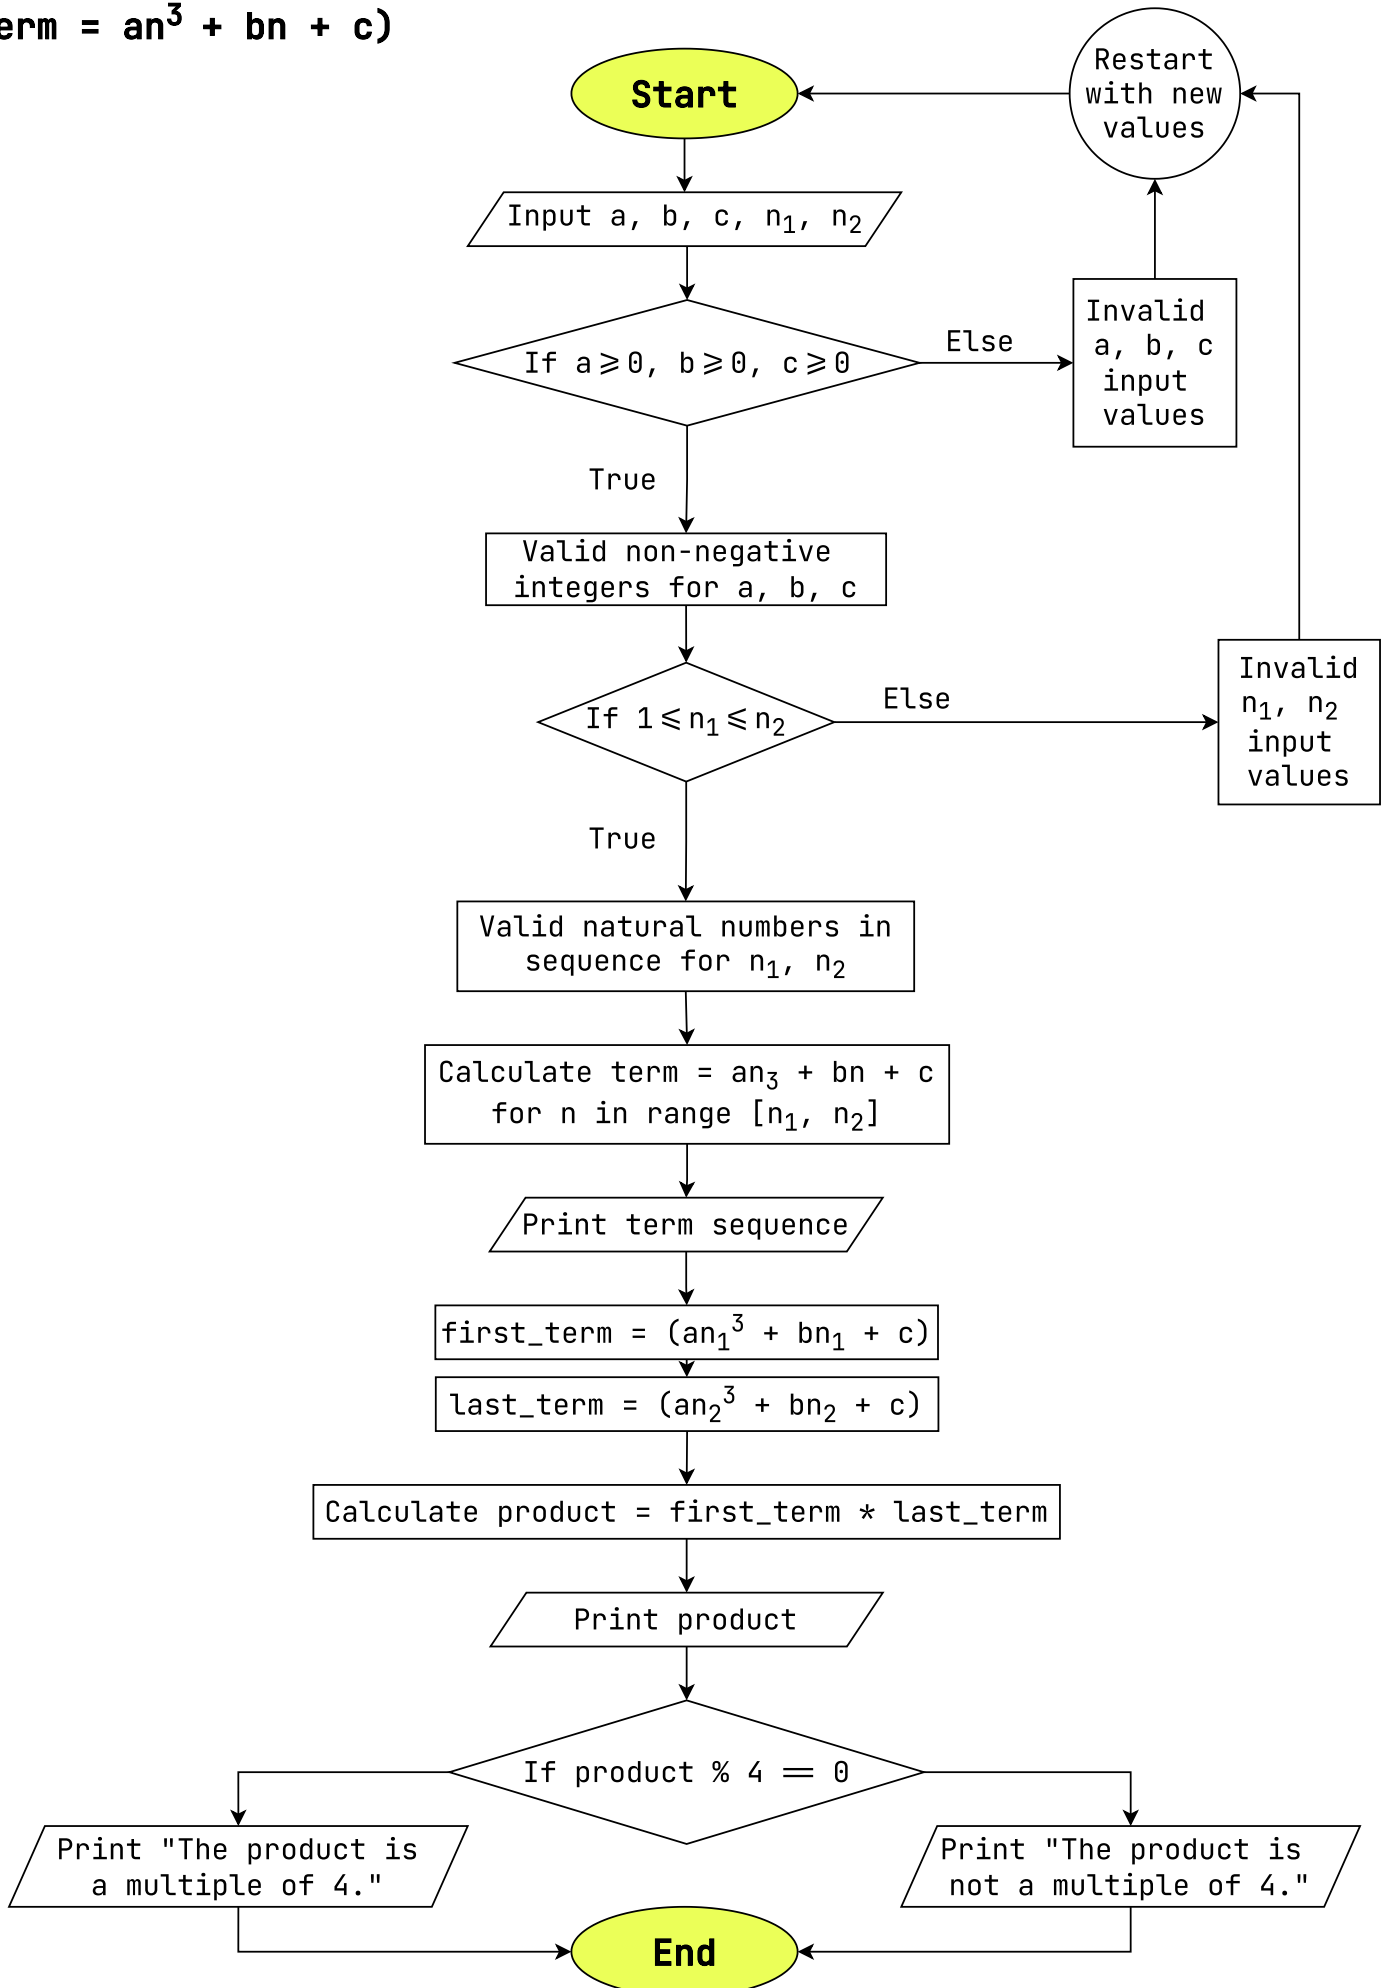 erm = an³ + bn + c)
Start
Restart
with new
values
Input a, b, c, n₁, n₂
If a⩾0, b⩾0, c⩾0
Else
Invalid
a, b, c
input
values
True
Valid non-negative
integers for a, b, c
If 1⩽n₁⩽n₂
Else
Invalid
n₁, n₂
input
values
True
Valid natural numbers in
sequence for n₁, n₂
Calculate term = an₃ + bn + c
for n in range [n₁, n₂]
Print term sequence
first_term = (an₁³ + bn₁ + c)
last_term = (an₂³ + bn₂ + c)
Calculate product = first_term * last_term
Print product
If product % 4 == 0
Print "The product is
a multiple of 4."
Print "The product is
not a multiple of 4."
End